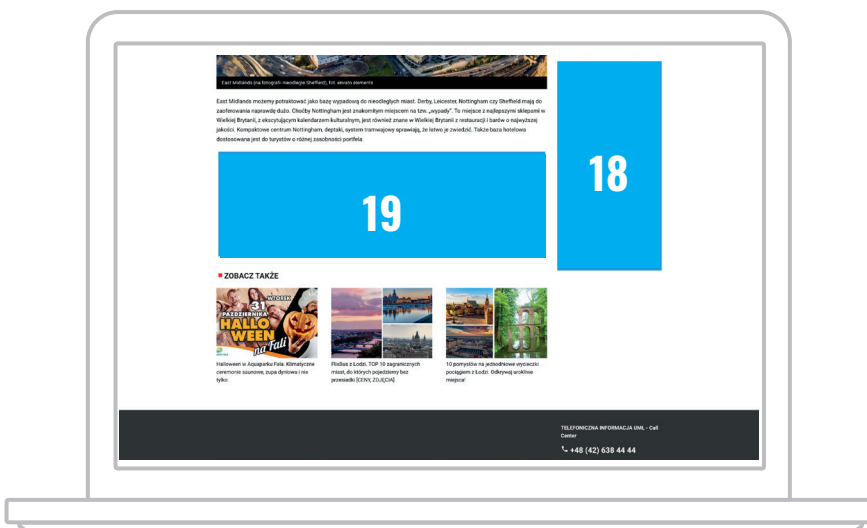 East Midlands (na fotografii nieodległe Sheffield), fot. envato elements
East Midlands możemy potraktować jako bazę wypadową do nieodległych miast. Derby, Leicester, Nottingham czy Sheffield mają do
zaoferowania naprawdę dużo. Choćby Nottingham jest znakomitym miejscem na tzw. „wypady". To miejsce z najlepszymi sklepami w
Wielkiej Brytanii, z ekscytującym kalendarzem kulturalnym, jest również znane w Wielkiej Brytanii z restauracji i barów o najwyższej
jakości. Kompaktowe centrum Nottingham, deptaki, system tramwajowy sprawiają, że łatwo je zwiedzić. Także baza hotelowa
dostosowana jest do turystów o różnej zasobności portfela.
18
19
ZOBACZ TAKŻE
31 WTOREK
PAŹDZIERNIKA
HALLO
WEEN
na Fali
Halloween w Aquaparku Fala. Klimatyczne
ceremonie saunowe, zupa dyniowa i nie
tylko
FlixBus z Łodzi. TOP 10 zagranicznych
miast, do których pojedziemy bez
przesiadki [CENY, ZDJĘCIA]
10 pomysłów na jednodniowe wycieczki
pociągiem z Łodzi. Odkrywaj urokliwe
miejsca!
TELEFONICZNA INFORMACJA UMŁ - Call
Center
+48 (42) 638 44 44